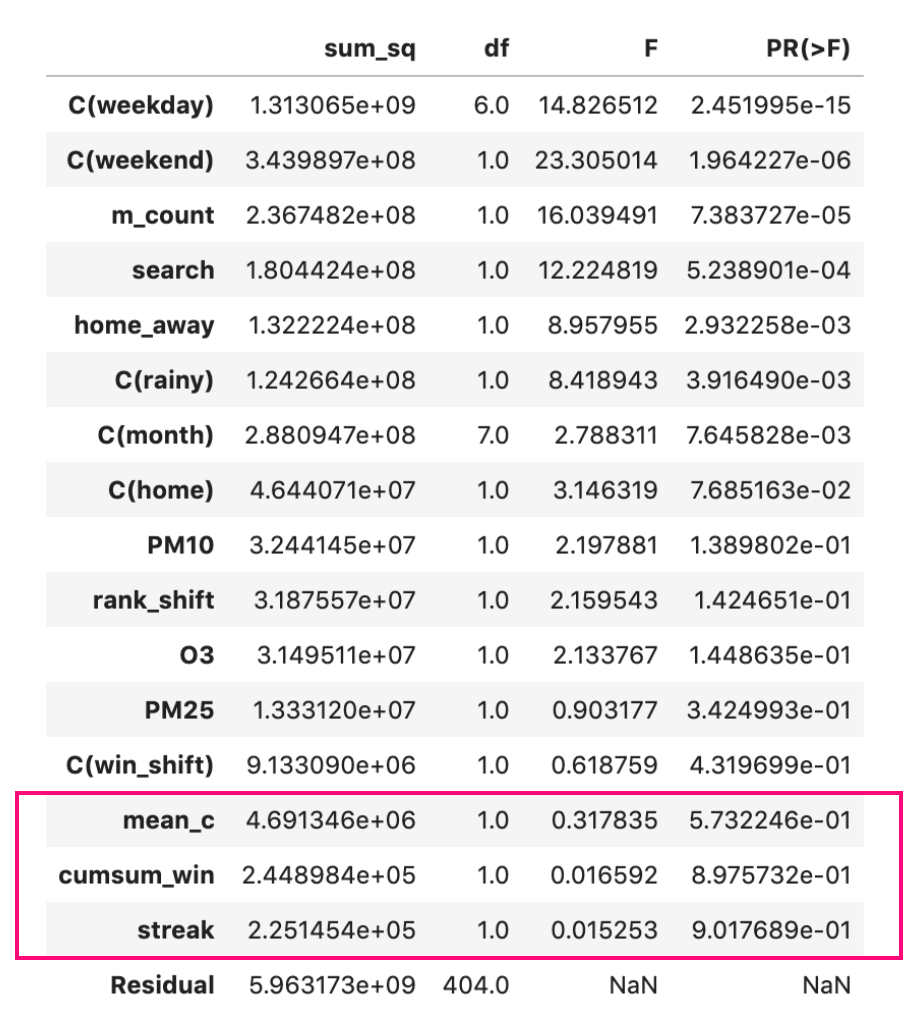 sum_sq df F PR(>F)
C(weekday) 1.313065e+09 6.0 14.826512 2.451995e-15
C(weekend) 3.439897e+08 1.0 23.305014 1.964227e-06
m_count 2.367482e+08 1.0 16.039491 7.383727e-05
search 1.804424e+08 1.0 12.224819 5.238901e-04
home_away 1.322224e+08 1.0 8.957955 2.932258e-03
C(rainy) 1.242664e+08 1.0 8.418943 3.916490e-03
C(month) 2.880947e+08 7.0 2.788311 7.645828e-03
C(home) 4.644071e+07 1.0 3.146319 7.685163e-02
PM10 3.244145e+07 1.0 2.197881 1.389802e-01
rank_shift 3.187557e+07 1.0 2.159543 1.424651e-01
O3 3.149511e+07 1.0 2.133767 1.448635e-01
PM25 1.333120e+07 1.0 0.903177 3.424993e-01
C(win_shift) 9.133090e+06 1.0 0.618759 4.319699e-01
mean_c 4.691346e+06 1.0 0.317835 5.732246e-01
cumsum_win 2.448984e+05 1.0 0.016592 8.975732e-01
streak 2.251454e+05 1.0 0.015253 9.017689e-01
Residual 5.963173e+09 404.0 NaN NaN